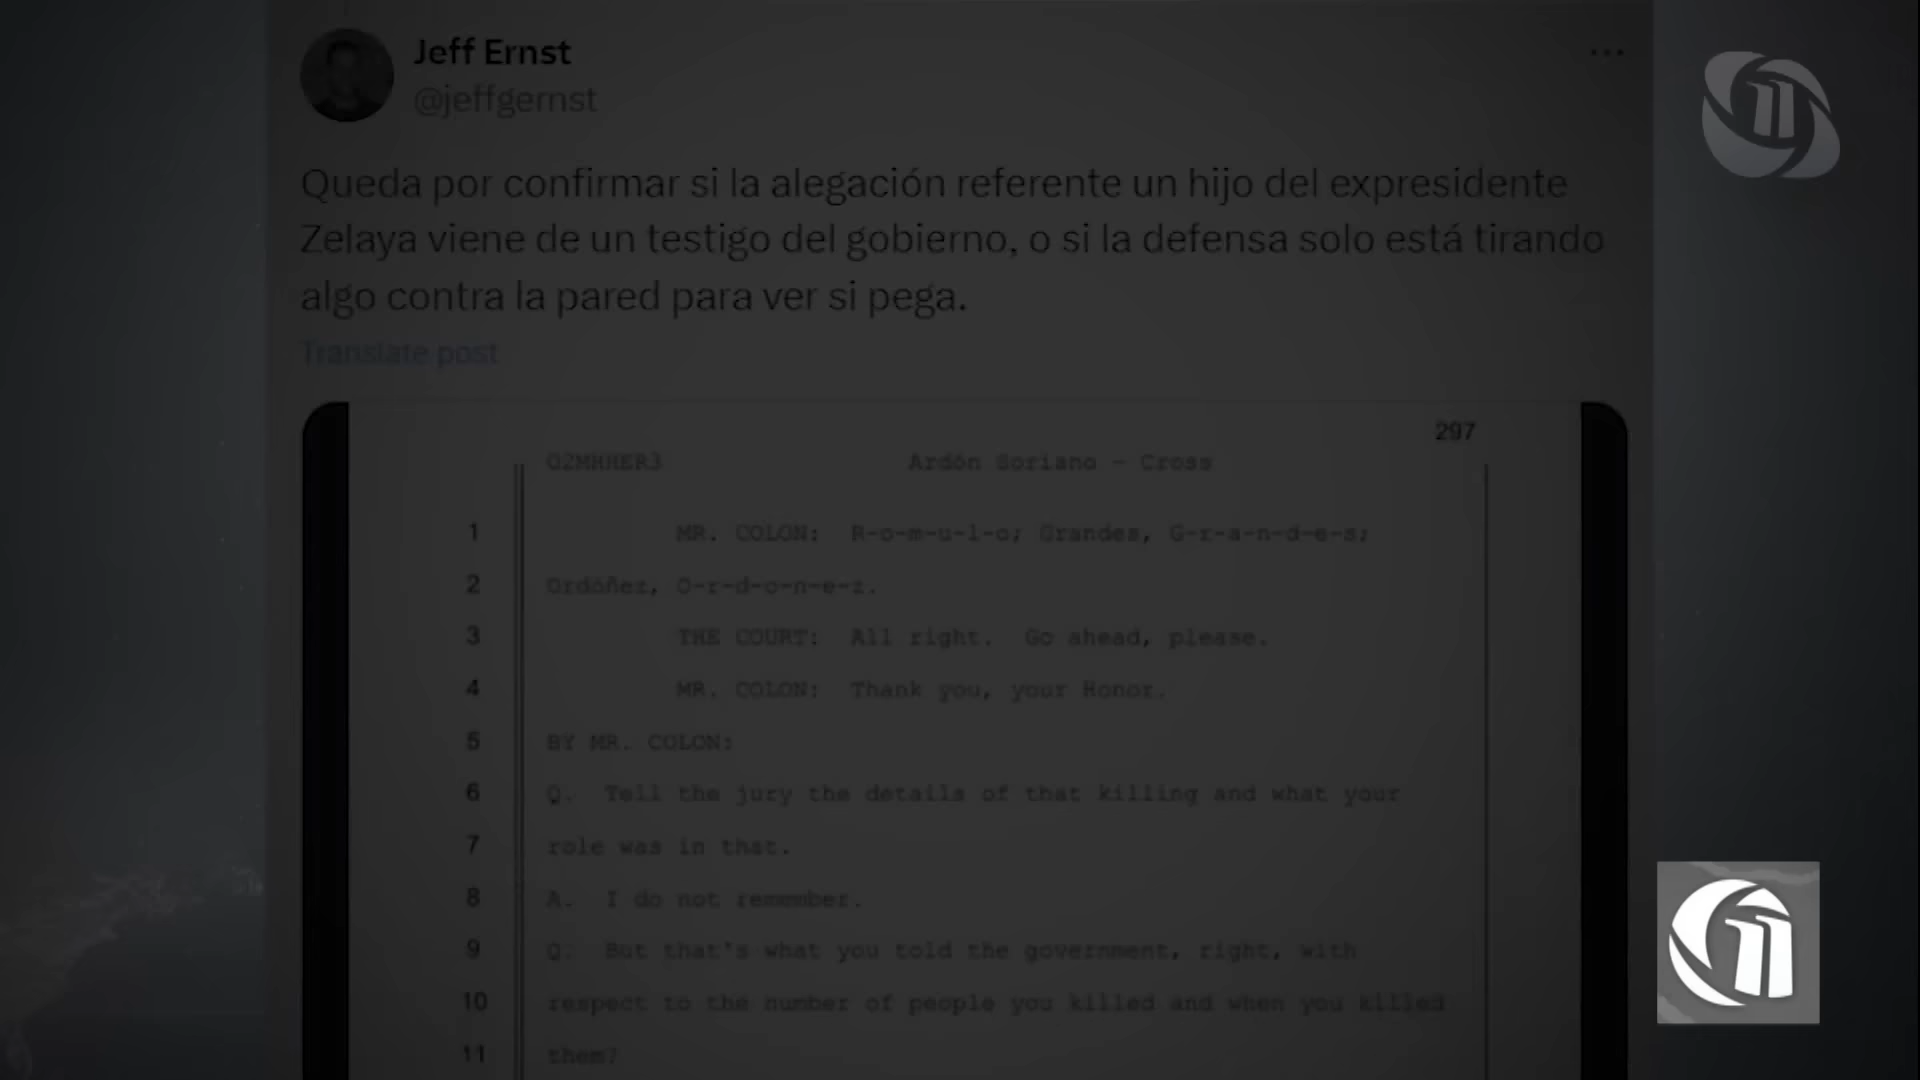 Jeff Ernst
@jeffgernst
Queda por confirmar si la alegación referente un hijo del expresidente
Zelaya viene de un testigo del gobierno, o si la defensa solo está tirando
algo contra la pared para ver si pega.
Translate post
297
O2MHHER3 Ardón Soriano - Cross
1 MR. COLON: R-o-m-u-l-o; Grandes, G-r-a-n-d-e-s;
2 Ordóñez, O-r-d-o-n-e-z.
3 THE COURT: All right. Go ahead, please.
4 MR. COLON: Thank you, your Honor.
5 BY MR. COLON:
6 Q. Tell the jury the details of that killing and what your
7 role was in that.
8 A. I do not remember.
9 Q. But that's what you told the government, right, with
10 respect to the number of people you killed and when you killed
11 them?